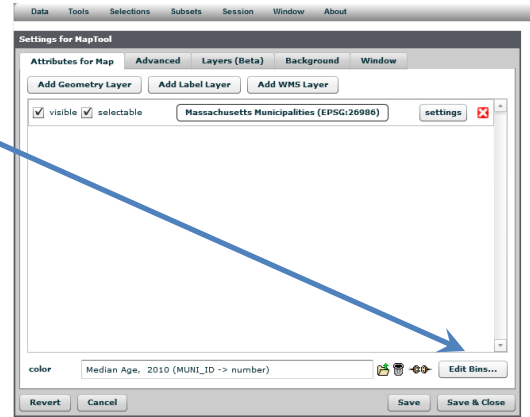 Data Tools Selections Subsets Session Window About
Settings for MapTool
Attributes for Map Advanced Layers (Beta) Background Window
Add Geometry Layer Add Label Layer Add WMS Layer
visible selectable Massachusetts Municipalities (EPSG:26986) settings
color Median Age, 2010 (MUNI_ID -> number) Edit Bins...
Revert Cancel Save Save & Close